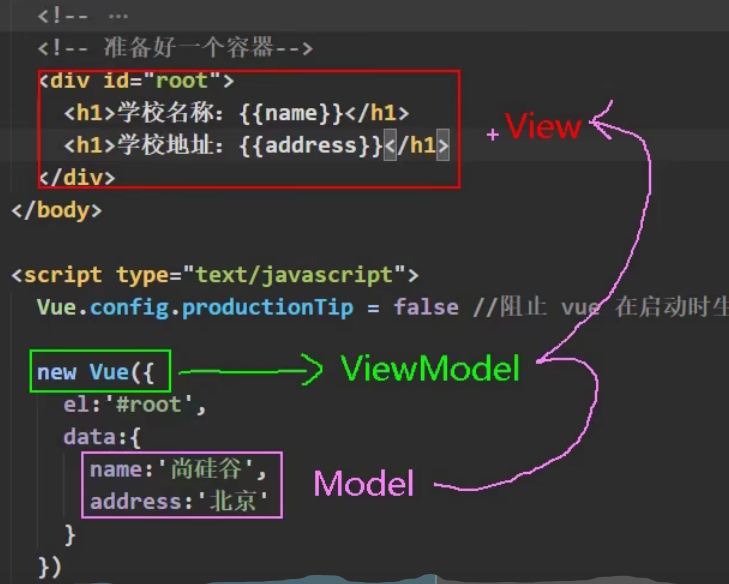 <!-- ...
<!-- 准备好一个容器-->
<div id="root">
<h1>学校名称：{{name}}</h1>
<h1>学校地址：{{address}}</h1>
</div>
View
</body>
<script type="text/javascript">
Vue.config.productionTip = false //阻止 vue 在启动时生
new Vue({
ViewModel
el:'#root',
data:{
name:'尚硅谷',
address:'北京'
Model
}
})